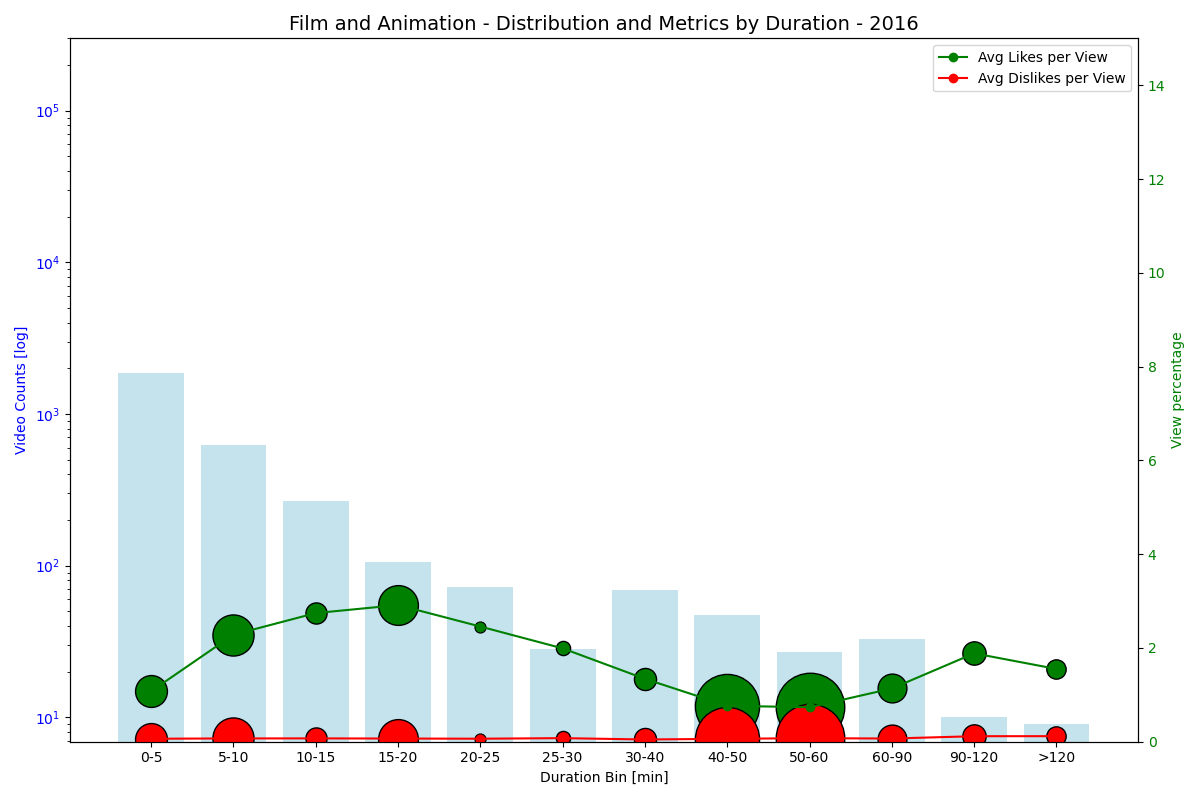 Film and Animation - Distribution and Metrics by Duration - 2016
Avg Likes per View
Avg Dislikes per View
Video Counts [log]
10^5
10^4
10^3
10^2
10^1
14
12
10
8
6
4
2
0
View percentage
0-5 5-10 10-15 15-20 20-25 25-30 30-40 40-50 50-60 60-90 90-120 >120
Duration Bin [min]